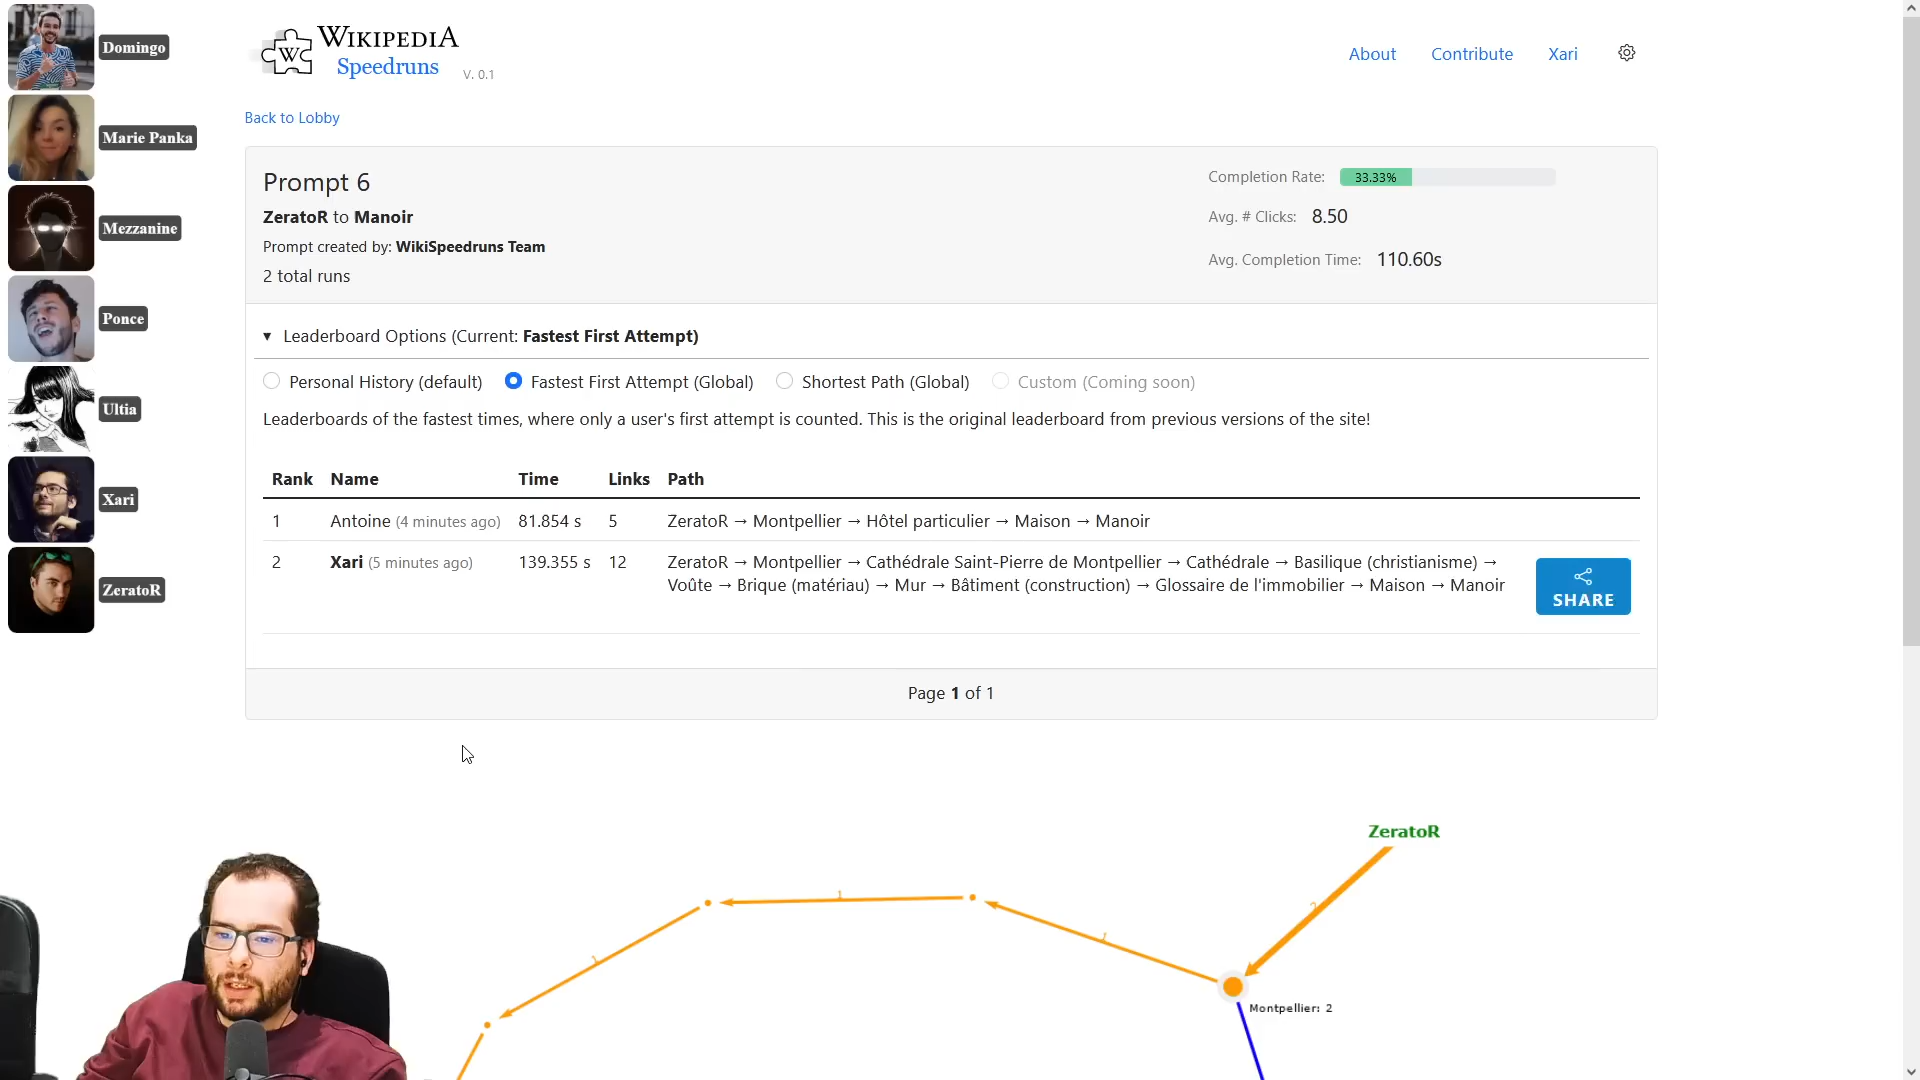 Domingo
Marie Panka
Mezzanine
Ponce
Ultia
Xari
ZeratoR
W
WIKIPEDIA
Speedruns
V. 0.1
About
Contribute
Xari
Back to Lobby
Prompt 6
ZeratoR to Manoir
Prompt created by: WikiSpeedruns Team
2 total runs
Completion Rate: 33.33%
Avg. # Clicks: 8.50
Avg. Completion Time: 110.60s
▼ Leaderboard Options (Current: Fastest First Attempt)
Personal History (default) Fastest First Attempt (Global) Shortest Path (Global) Custom (Coming soon)
Leaderboards of the fastest times, where only a user's first attempt is counted. This is the original leaderboard from previous versions of the site!
Rank Name Time Links Path
1 Antoine (4 minutes ago) 81.854 s 5 ZeratoR → Montpellier → Hôtel particulier → Maison → Manoir
2 Xari (5 minutes ago) 139.355 s 12 ZeratoR → Montpellier → Cathédrale Saint-Pierre de Montpellier → Cathédrale → Basilique (christianisme) →
Voûte → Brique (matériau) → Mur → Bâtiment (construction) → Glossaire de l'immobilier → Maison → Manoir
SHARE
Page 1 of 1
ZeratoR
2
1
1
1
Montpellier: 2